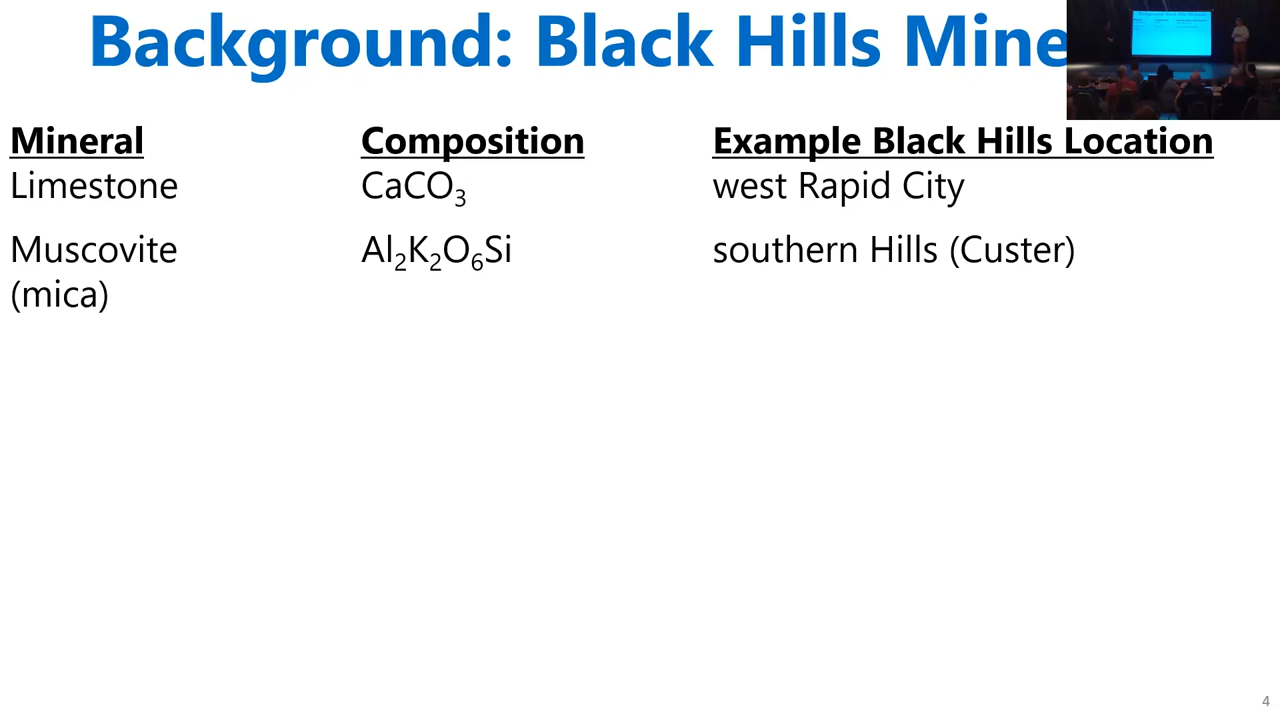 Background: Black Hills Mine
Mineral Composition Example Black Hills Location
Limestone CaCO₃ west Rapid City
Muscovite Al₂K₂O₆Si southern Hills (Custer)
(mica)
4